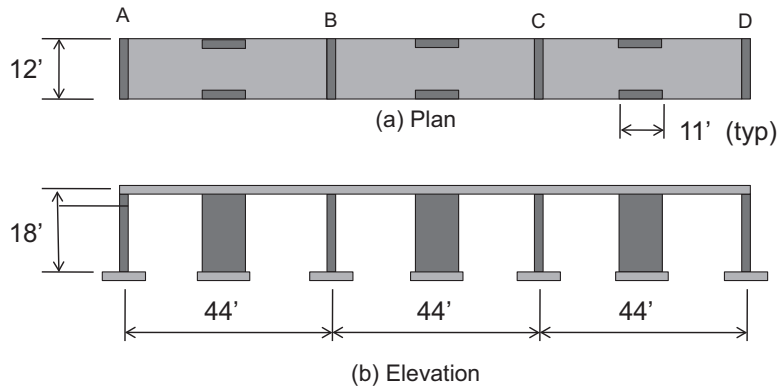 A B C D
12’
(a) Plan
11’ (typ)
18’
44’ 44’ 44’
(b) Elevation